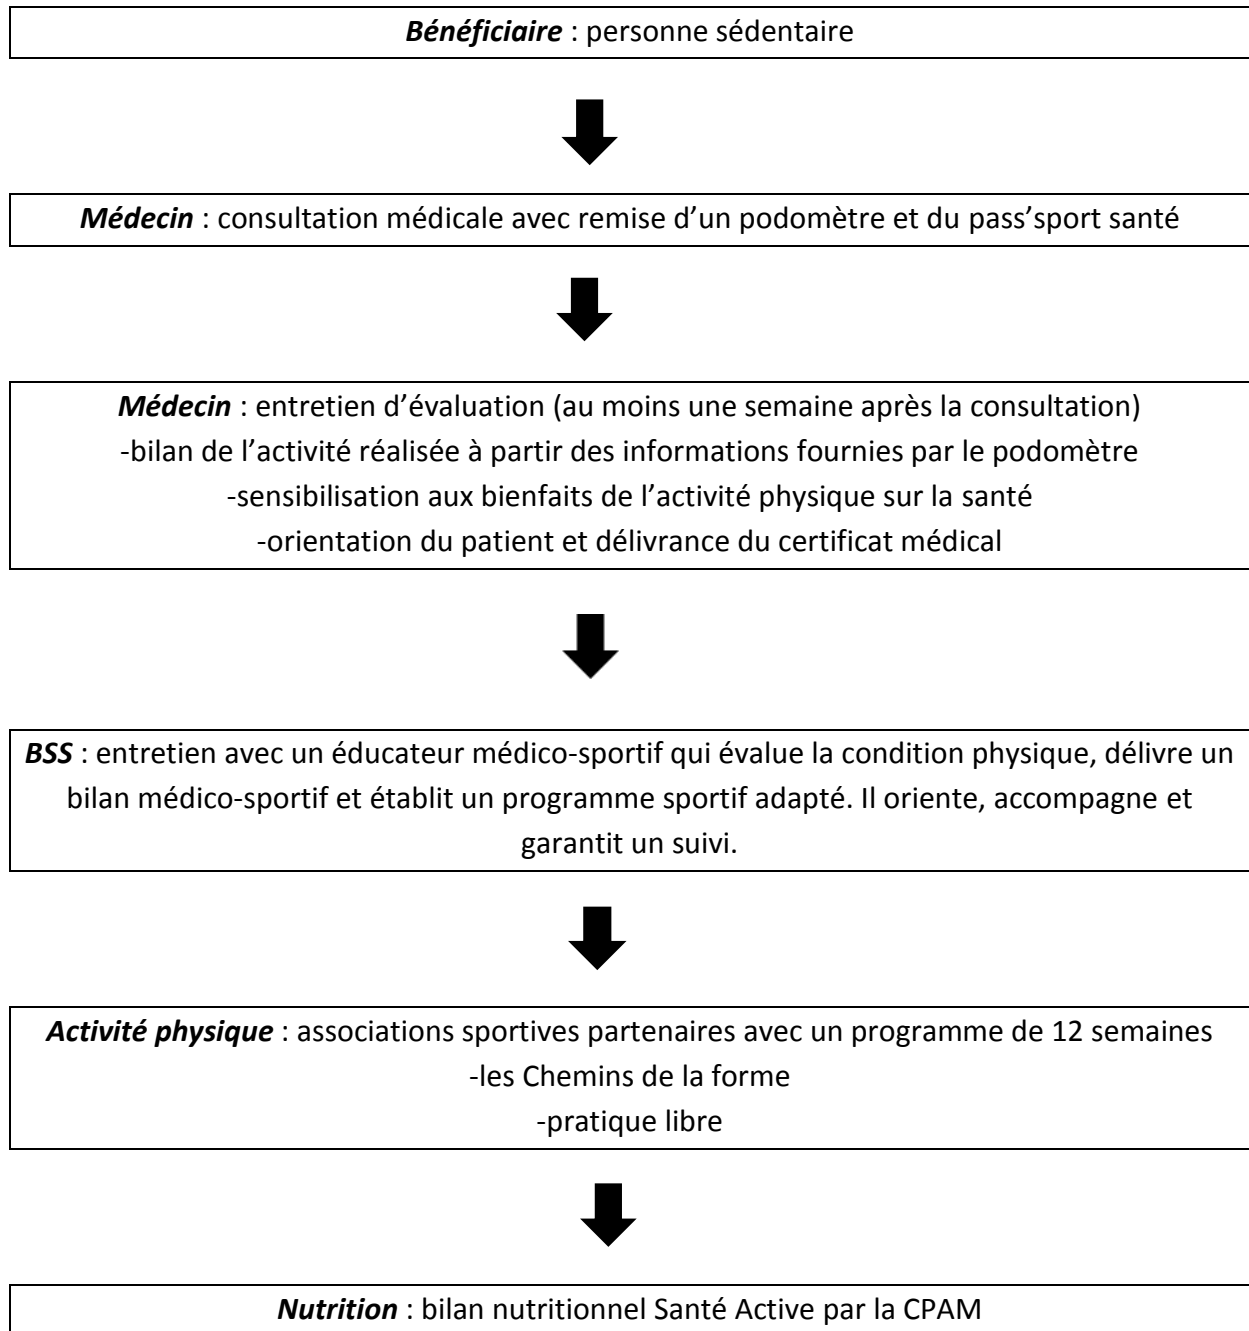 Bénéficiaire : personne sédentaire
Médecin : consultation médicale avec remise d’un podomètre et du pass’sport santé
Médecin : entretien d’évaluation (au moins une semaine après la consultation)
-bilan de l’activité réalisée à partir des informations fournies par le podomètre
-sensibilisation aux bienfaits de l’activité physique sur la santé
-orientation du patient et délivrance du certificat médical
BSS : entretien avec un éducateur médico-sportif qui évalue la condition physique, délivre un
bilan médico-sportif et établit un programme sportif adapté. Il oriente, accompagne et
garantit un suivi.
Activité physique : associations sportives partenaires avec un programme de 12 semaines
-les Chemins de la forme
-pratique libre
Nutrition : bilan nutritionnel Santé Active par la CPAM